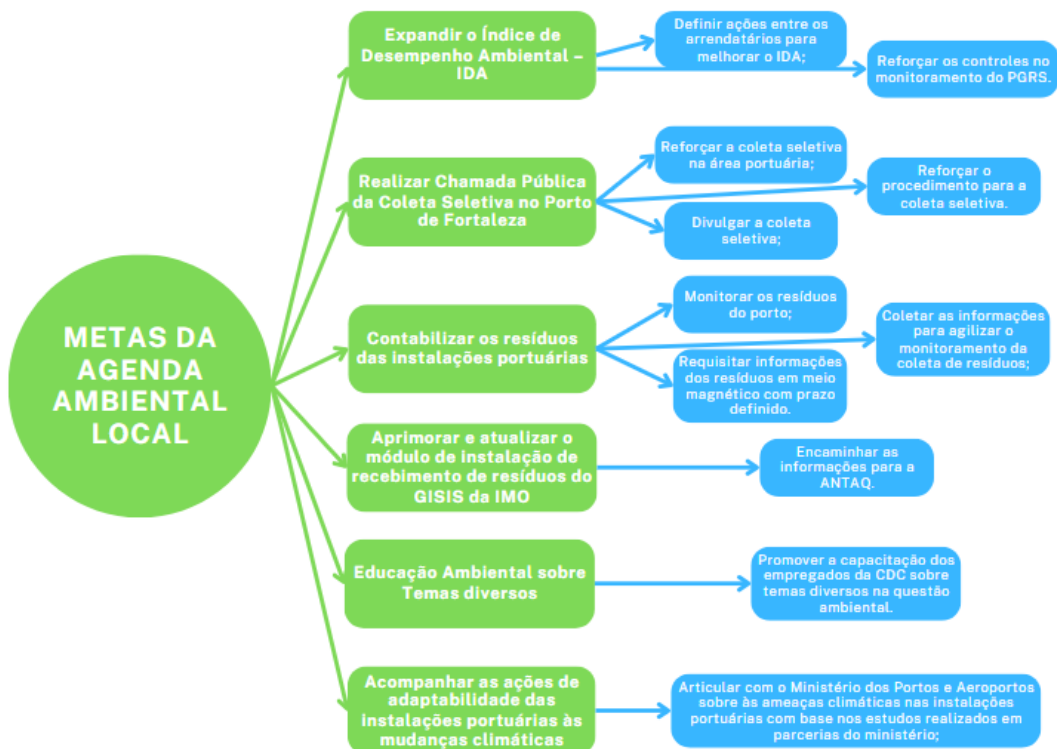 METAS DA
AGENDA
AMBIENTAL
LOCAL
Expandir o Índice de
Desempenho Ambiental –
IDA
Definir ações entre os
arrendatários para
melhorar o IDA;
Reforçar os controles no
monitoramento do PGRS.
Realizar Chamada Pública
da Coleta Seletiva no Porto
de Fortaleza
Reforçar a coleta seletiva
na área portuária;
Reforçar o
procedimento para a
coleta seletiva.
Divulgar a coleta
seletiva;
Contabilizar os resíduos
das instalações portuárias
Monitorar os resíduos
do porto;
Coletar as informações
para agilizar o
monitoramento da
coleta de resíduos;
Requisitar informações
dos resíduos em meio
magnético com prazo
definido.
Aprimorar e atualizar o
módulo de instalação de
recebimento de resíduos do
GISIS da IMO
Encaminhar as
informações para a
ANTAQ.
Educação Ambiental sobre
Temas diversos
Promover a capacitação dos
empregados da CDC sobre
temas diversos na questão
ambiental.
Acompanhar as ações de
adaptabilidade das
instalações portuárias às
mudanças climáticas
Articular com o Ministério dos Portos e Aeroportos
sobre às ameaças climáticas nas instalações
portuárias com base nos estudos realizados em
parcerias do ministério;